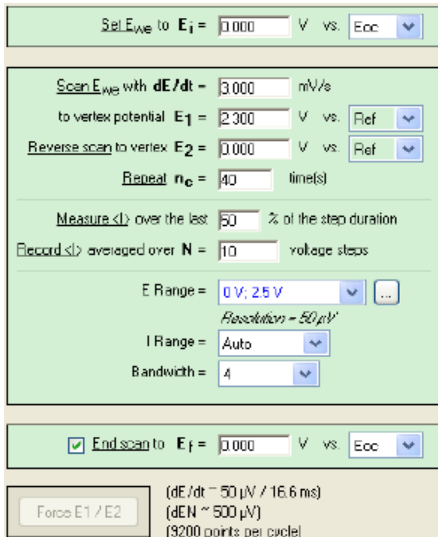 Set EWE to Ei = 0.000 V vs. Eoc
Scan EWE with dE/dt = 3.000 mV/s
to vertex potential E1 = 2.300 V vs. Ref
Reverse scan to vertex E2 = 0.000 V vs. Ref
Repeat nc = 40 time(s)
Measure <I> over the last 50 % of the step duration
Record <I> averaged over N = 10 voltage steps
E Range = 0 V; 2.5 V ...
Resolution = 50 µV
I Range = Auto
Bandwidth = 4
End scan to Ef = 0.000 V vs. Eoc
Force E1 / E2
(dE/dt ~ 50 µV / 16.6 ms)
(dEN ~ 500 µV)
(9200 points per cycle)